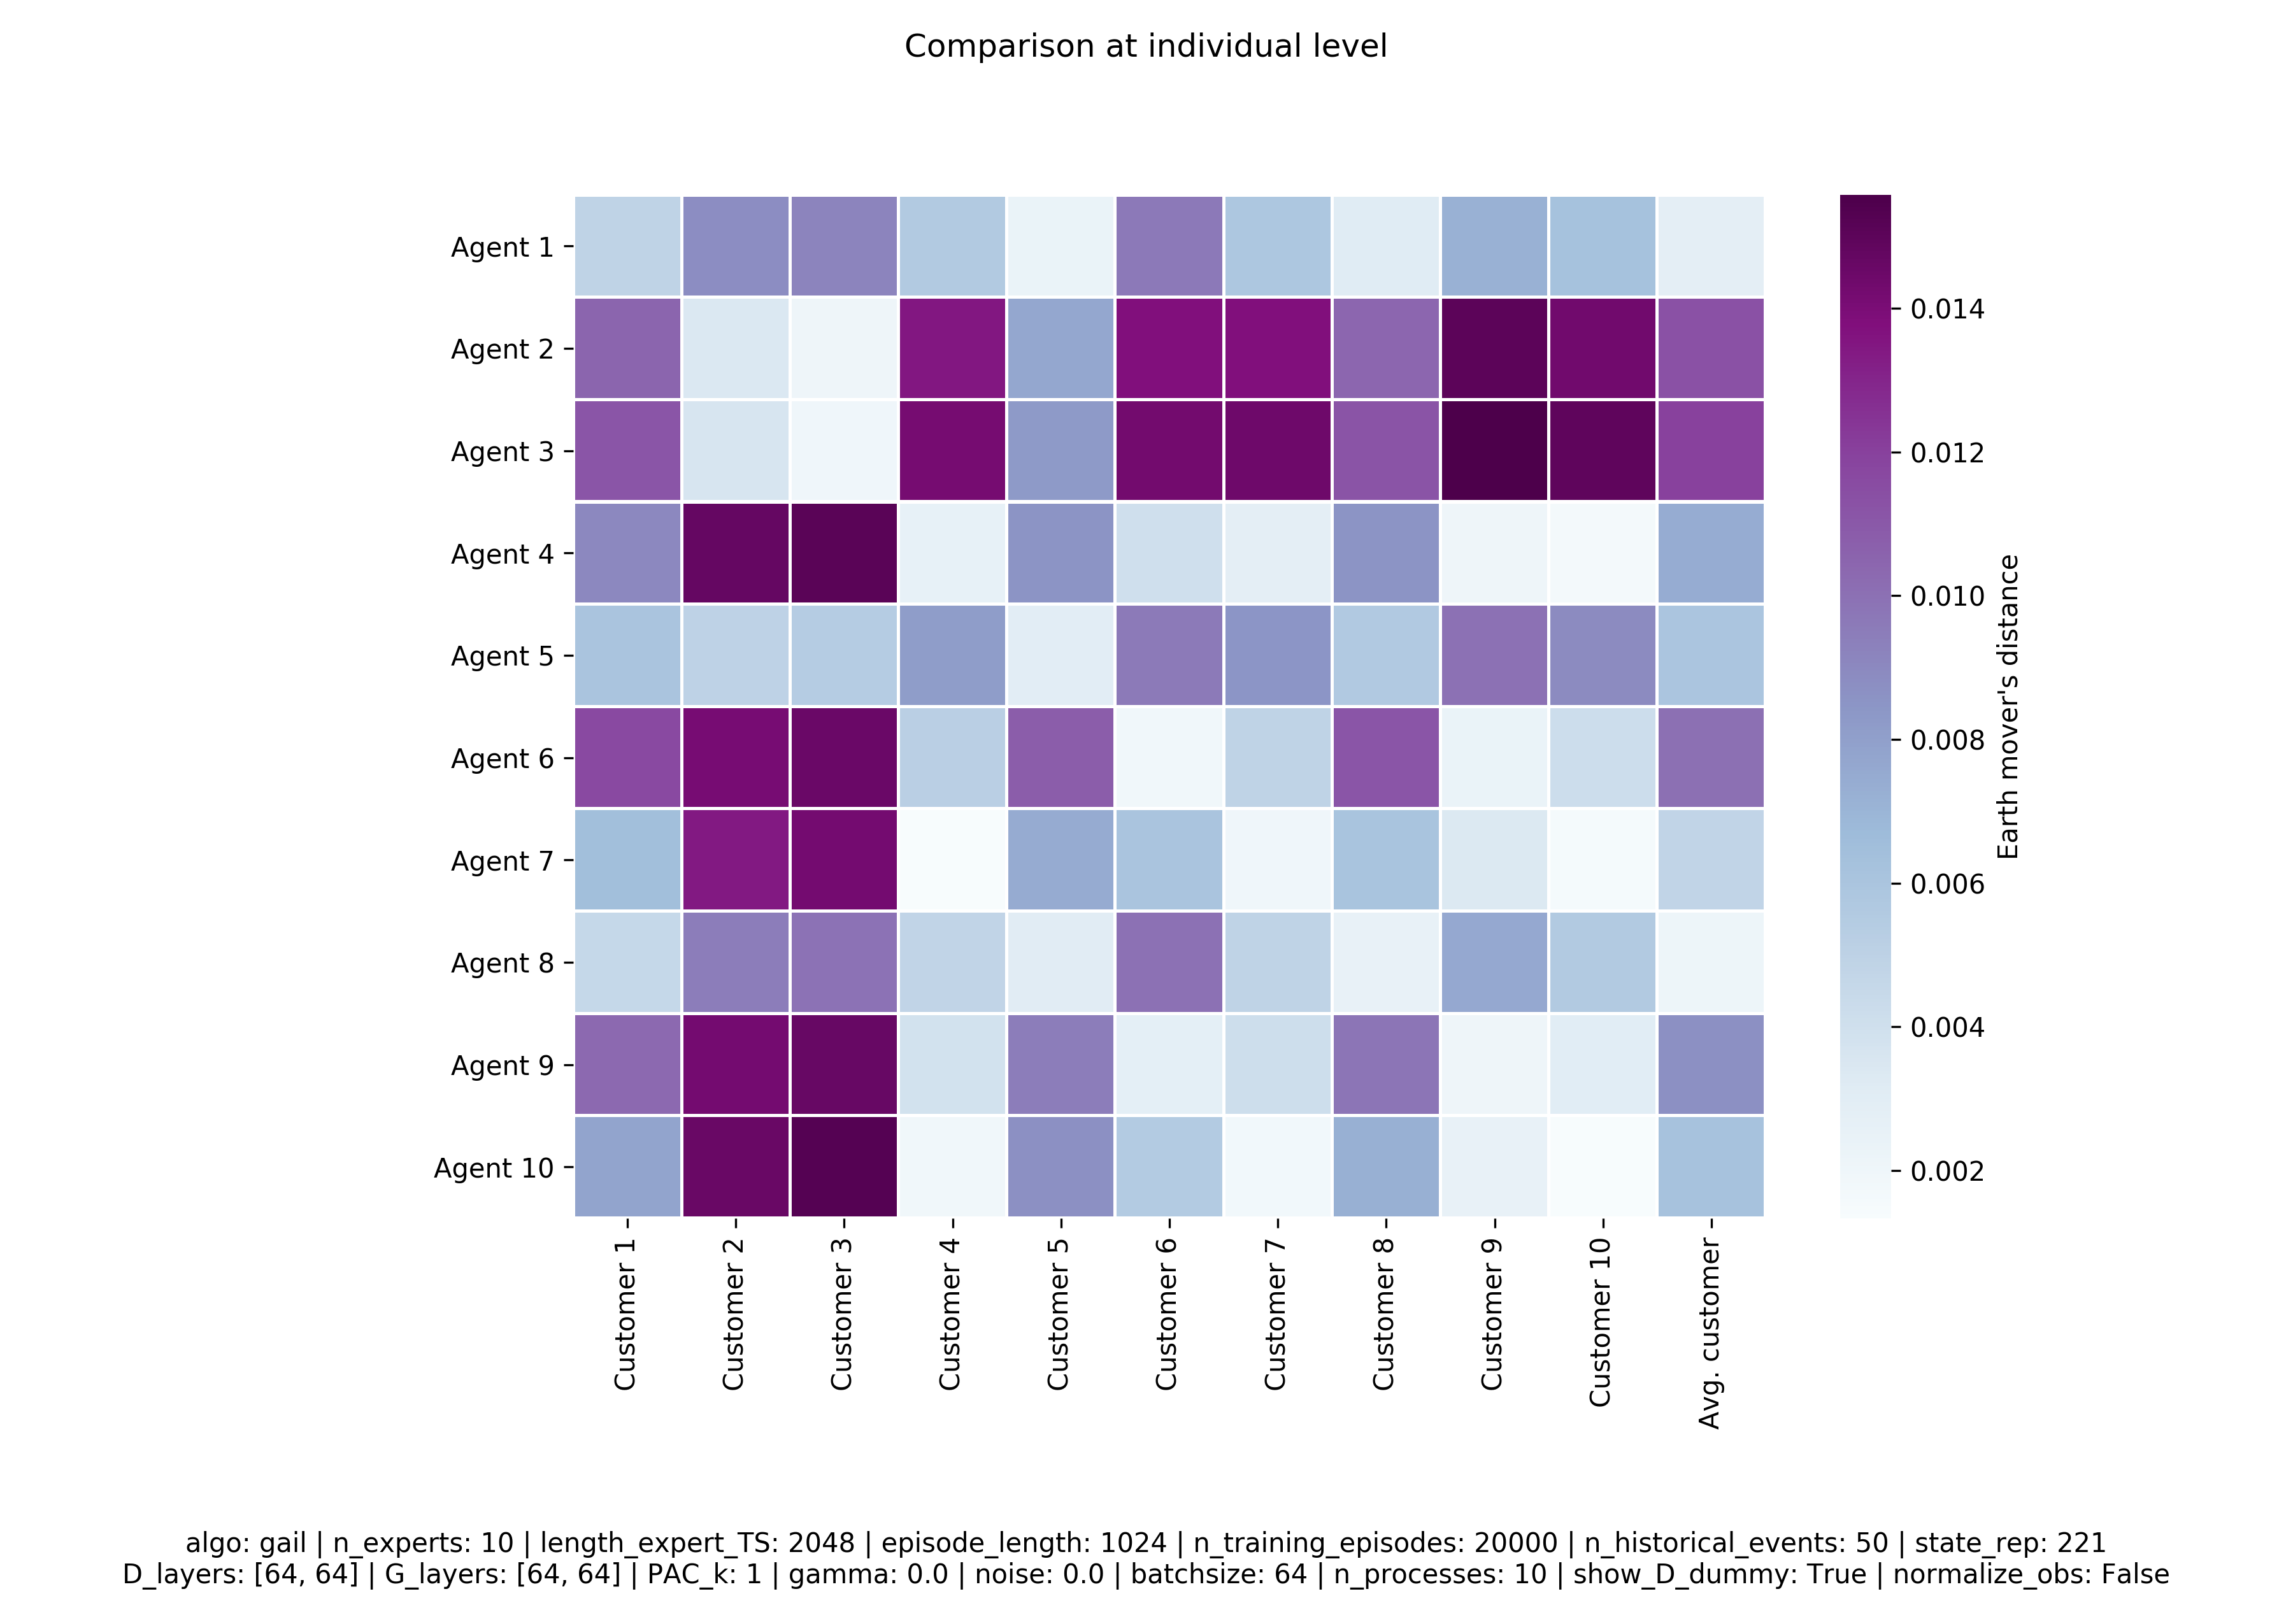 Comparison at individual level
Agent 1
Agent 2
Agent 3
Agent 4
Agent 5
Agent 6
Agent 7
Agent 8
Agent 9
Agent 10
Customer 1
Customer 2
Customer 3
Customer 4
Customer 5
Customer 6
Customer 7
Customer 8
Customer 9
Customer 10
Avg. customer
0.014
0.012
0.010
0.008
0.006
0.004
0.002
Earth mover's distance
algo: gail | n_experts: 10 | length_expert_TS: 2048 | episode_length: 1024 | n_training_episodes: 20000 | n_historical_events: 50 | state_rep: 221
D_layers: [64, 64] | G_layers: [64, 64] | PAC_k: 1 | gamma: 0.0 | noise: 0.0 | batchsize: 64 | n_processes: 10 | show_D_dummy: True | normalize_obs: False